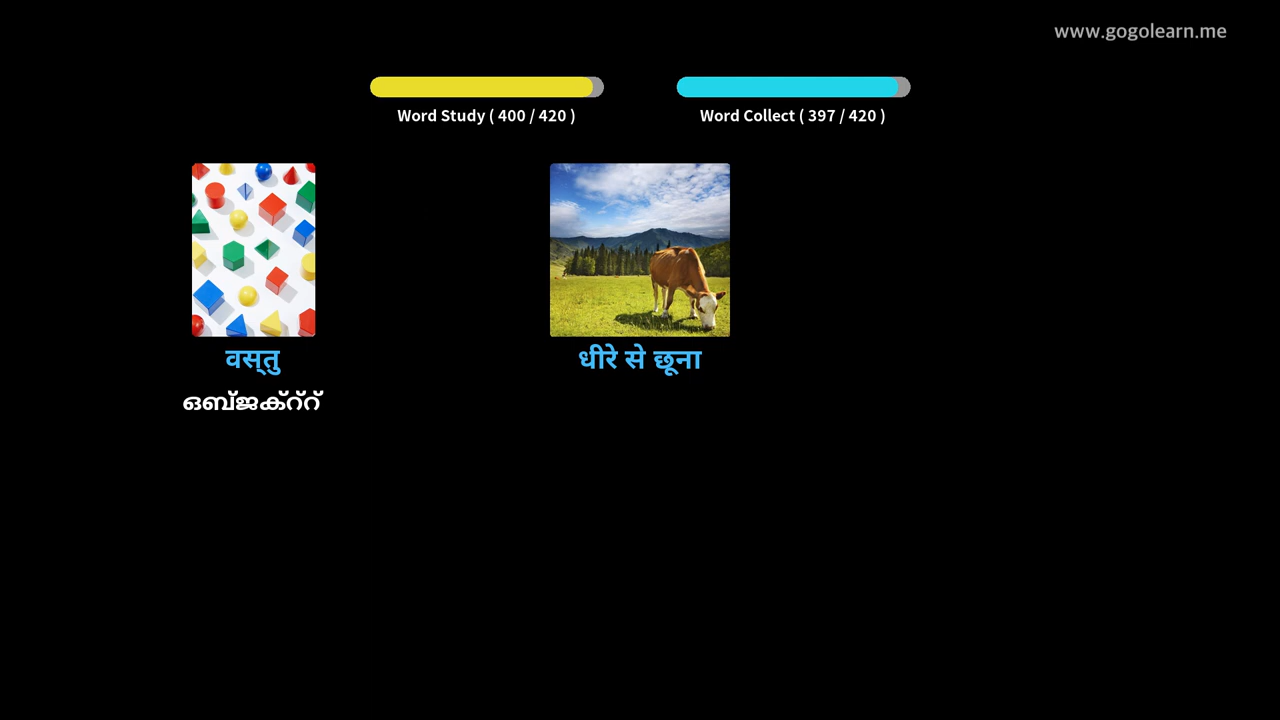 www.gogolearn.me
Word Study ( 400 / 420 )
Word Collect ( 397 / 420 )
वस्तु
धीरे से छूना
ഒബ്ജക്റ്റ്